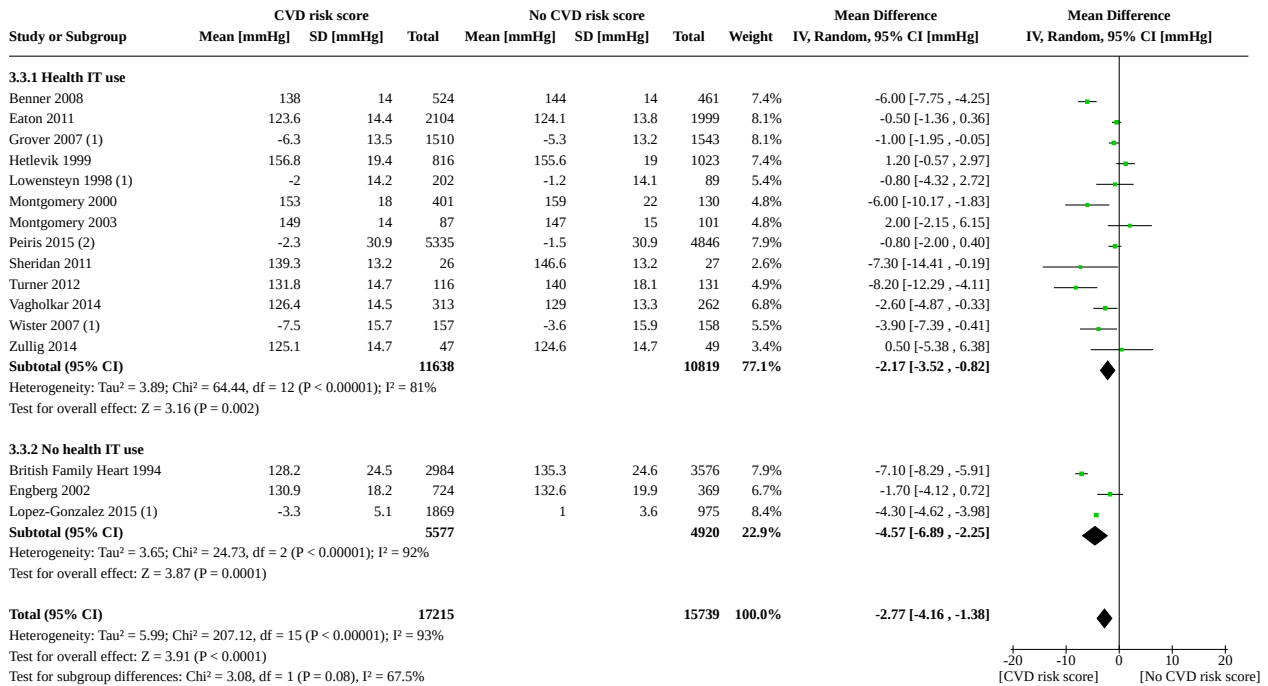 CVD risk score No CVD risk score Mean Difference Mean Difference
Study or Subgroup Mean [mmHg] SD [mmHg] Total Mean [mmHg] SD [mmHg] Total Weight IV, Random, 95% CI [mmHg] IV, Random, 95% CI [mmHg]
3.3.1 Health IT use
Benner 2008 138 14 524 144 14 461 7.4% -6.00 [-7.75 , -4.25]
Eaton 2011 123.6 14.4 2104 124.1 13.8 1999 8.1% -0.50 [-1.36 , 0.36]
Grover 2007 (1) -6.3 13.5 1510 -5.3 13.2 1543 8.1% -1.00 [-1.95 , -0.05]
Hetlevik 1999 156.8 19.4 816 155.6 19 1023 7.4% 1.20 [-0.57 , 2.97]
Lowensteyn 1998 (1) -2 14.2 202 -1.2 14.1 89 5.4% -0.80 [-4.32 , 2.72]
Montgomery 2000 153 18 401 159 22 130 4.8% -6.00 [-10.17 , -1.83]
Montgomery 2003 149 14 87 147 15 101 4.8% 2.00 [-2.15 , 6.15]
Peiris 2015 (2) -2.3 30.9 5335 -1.5 30.9 4846 7.9% -0.80 [-2.00 , 0.40]
Sheridan 2011 139.3 13.2 26 146.6 13.2 27 2.6% -7.30 [-14.41 , -0.19]
Turner 2012 131.8 14.7 116 140 18.1 131 4.9% -8.20 [-12.29 , -4.11]
Vagholkar 2014 126.4 14.5 313 129 13.3 262 6.8% -2.60 [-4.87 , -0.33]
Wister 2007 (1) -7.5 15.7 157 -3.6 15.9 158 5.5% -3.90 [-7.39 , -0.41]
Zullig 2014 125.1 14.7 47 124.6 14.7 49 3.4% 0.50 [-5.38 , 6.38]
Subtotal (95% CI) 11638 10819 77.1% -2.17 [-3.52 , -0.82]
Heterogeneity: Tau² = 3.89; Chi² = 64.44, df = 12 (P < 0.00001); I² = 81%
Test for overall effect: Z = 3.16 (P = 0.002)
3.3.2 No health IT use
British Family Heart 1994 128.2 24.5 2984 135.3 24.6 3576 7.9% -7.10 [-8.29 , -5.91]
Engberg 2002 130.9 18.2 724 132.6 19.9 369 6.7% -1.70 [-4.12 , 0.72]
Lopez-Gonzalez 2015 (1) -3.3 5.1 1869 1 3.6 975 8.4% -4.30 [-4.62 , -3.98]
Subtotal (95% CI) 5577 4920 22.9% -4.57 [-6.89 , -2.25]
Heterogeneity: Tau² = 3.65; Chi² = 24.73, df = 2 (P < 0.00001); I² = 92%
Test for overall effect: Z = 3.87 (P = 0.0001)
Total (95% CI) 17215 15739 100.0% -2.77 [-4.16 , -1.38]
Heterogeneity: Tau² = 5.99; Chi² = 207.12, df = 15 (P < 0.00001); I² = 93%
Test for overall effect: Z = 3.91 (P < 0.0001)
Test for subgroup differences: Chi² = 3.08, df = 1 (P = 0.08), I² = 67.5%
-20 -10 0 10 20
[CVD risk score] [No CVD risk score]